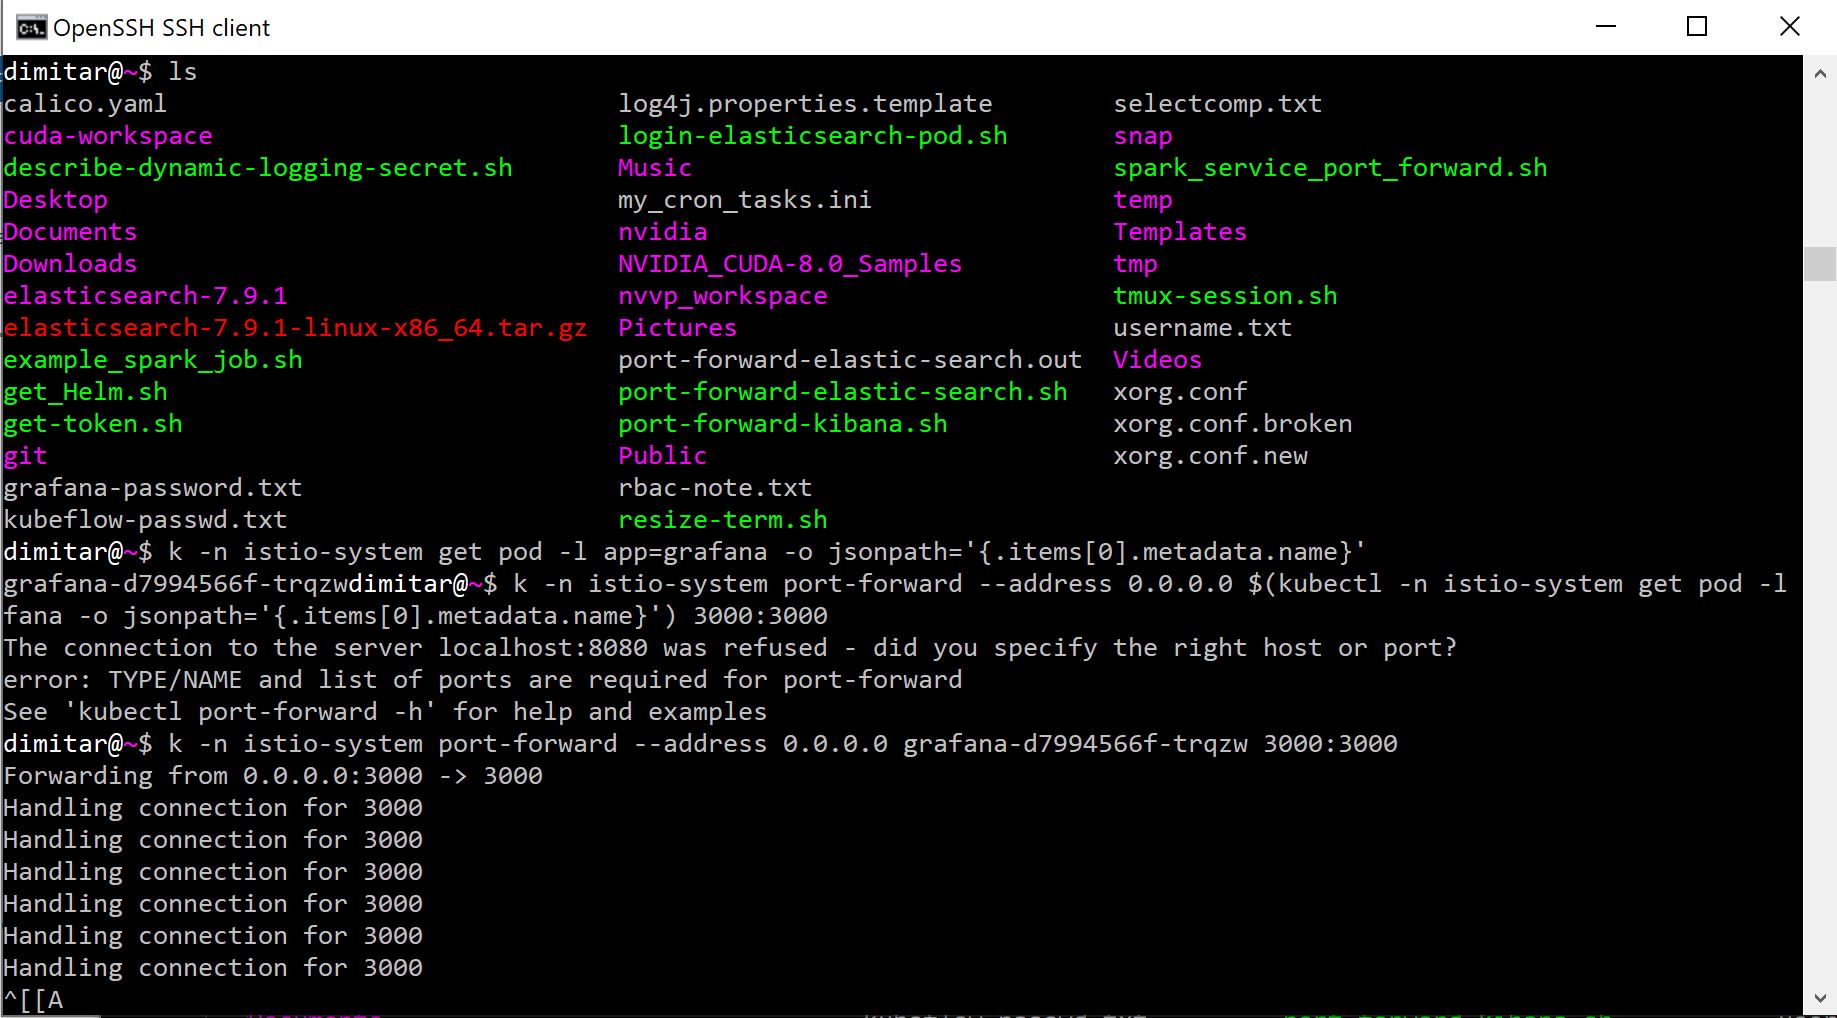 OpenSSH SSH client
dimitar@~$ ls
calico.yaml log4j.properties.template selectcomp.txt
cuda-workspace login-elasticsearch-pod.sh snap
describe-dynamic-logging-secret.sh Music spark_service_port_forward.sh
Desktop my_cron_tasks.ini temp
Documents nvidia Templates
Downloads NVIDIA_CUDA-8.0_Samples tmp
elasticsearch-7.9.1 nvvp_workspace tmux-session.sh
elasticsearch-7.9.1-linux-x86_64.tar.gz Pictures username.txt
example_spark_job.sh port-forward-elastic-search.out Videos
get_Helm.sh port-forward-elastic-search.sh xorg.conf
get-token.sh port-forward-kibana.sh xorg.conf.broken
git Public xorg.conf.new
grafana-password.txt rbac-note.txt
kubeflow-passwd.txt resize-term.sh
dimitar@~$ k -n istio-system get pod -l app=grafana -o jsonpath='{.items[0].metadata.name}'
grafana-d7994566f-trqzwdimitar@~$ k -n istio-system port-forward --address 0.0.0.0 $(kubectl -n istio-system get pod -l
fana -o jsonpath='{.items[0].metadata.name}') 3000:3000
The connection to the server localhost:8080 was refused - did you specify the right host or port?
error: TYPE/NAME and list of ports are required for port-forward
See 'kubectl port-forward -h' for help and examples
dimitar@~$ k -n istio-system port-forward --address 0.0.0.0 grafana-d7994566f-trqzw 3000:3000
Forwarding from 0.0.0.0:3000 -> 3000
Handling connection for 3000
Handling connection for 3000
Handling connection for 3000
Handling connection for 3000
Handling connection for 3000
Handling connection for 3000
^[[A